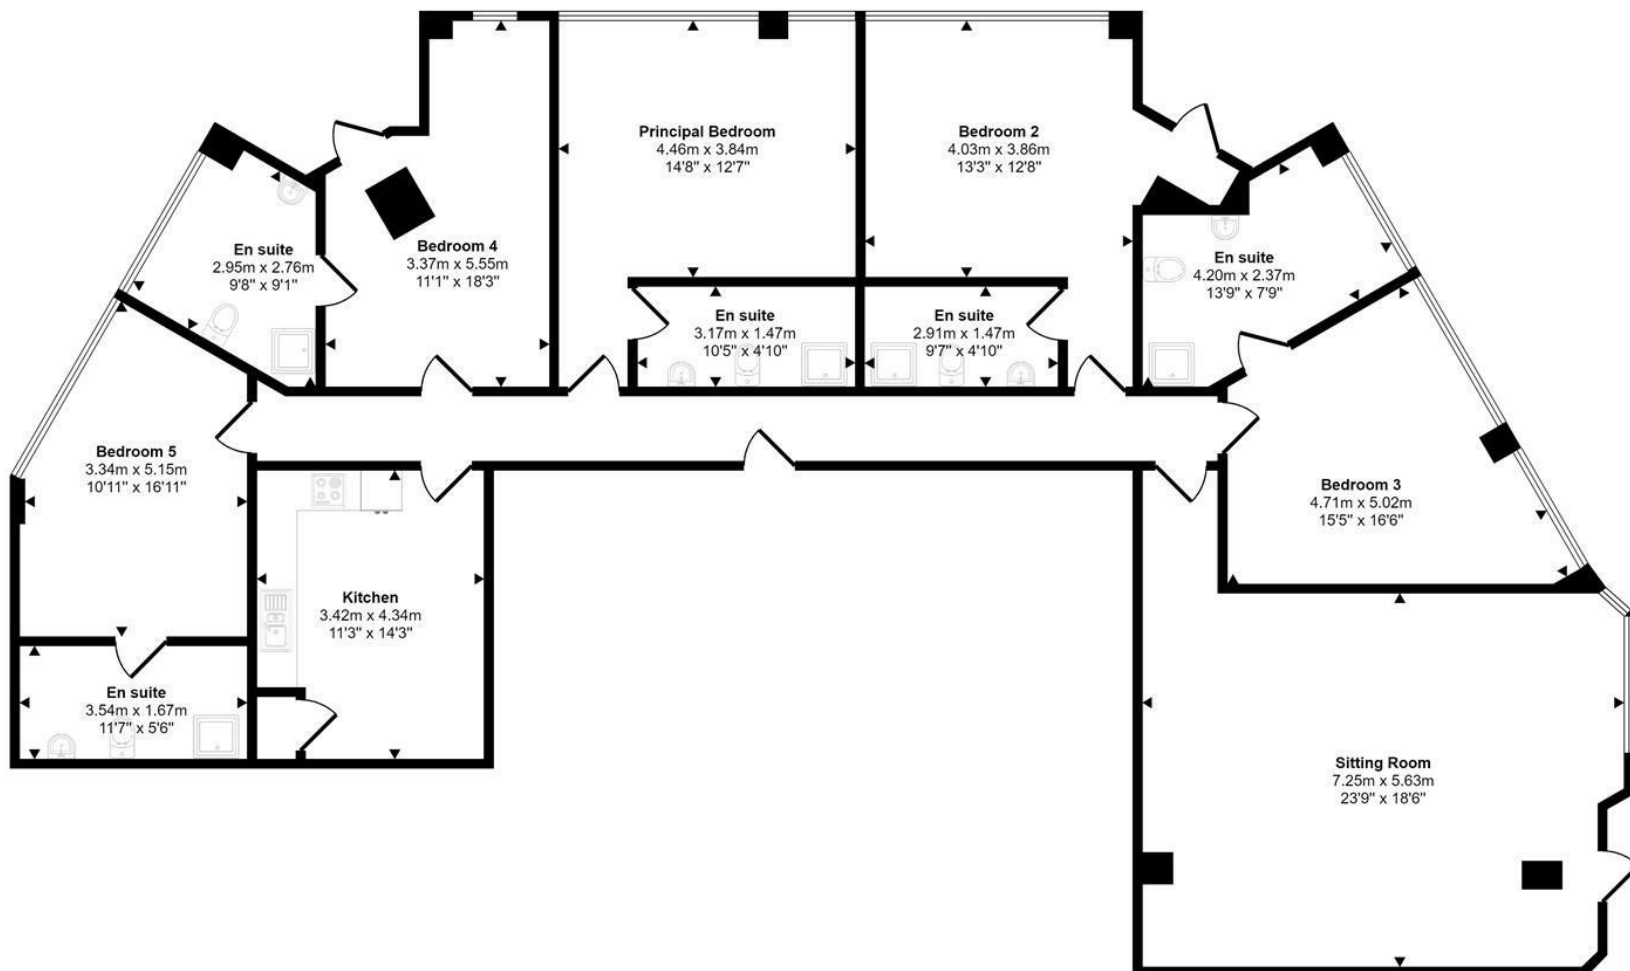 Principal Bedroom
4.46m x 3.84m
14'8" x 12'7"
Bedroom 2
4.03m x 3.86m
13'3" x 12'8"
En suite
2.95m x 2.76m
9'8" x 9'1"
Bedroom 4
3.37m x 5.55m
11'1" x 18'3"
En suite
4.20m x 2.37m
13'9" x 7'9"
En suite
3.17m x 1.47m
10'5" x 4'10"
En suite
2.91m x 1.47m
9'7" x 4'10"
Bedroom 5
3.34m x 5.15m
10'11" x 16'11"
Bedroom 3
4.71m x 5.02m
15'5" x 16'6"
Kitchen
3.42m x 4.34m
11'3" x 14'3"
En suite
3.54m x 1.67m
11'7" x 5'6"
Sitting Room
7.25m x 5.63m
23'9" x 18'6"